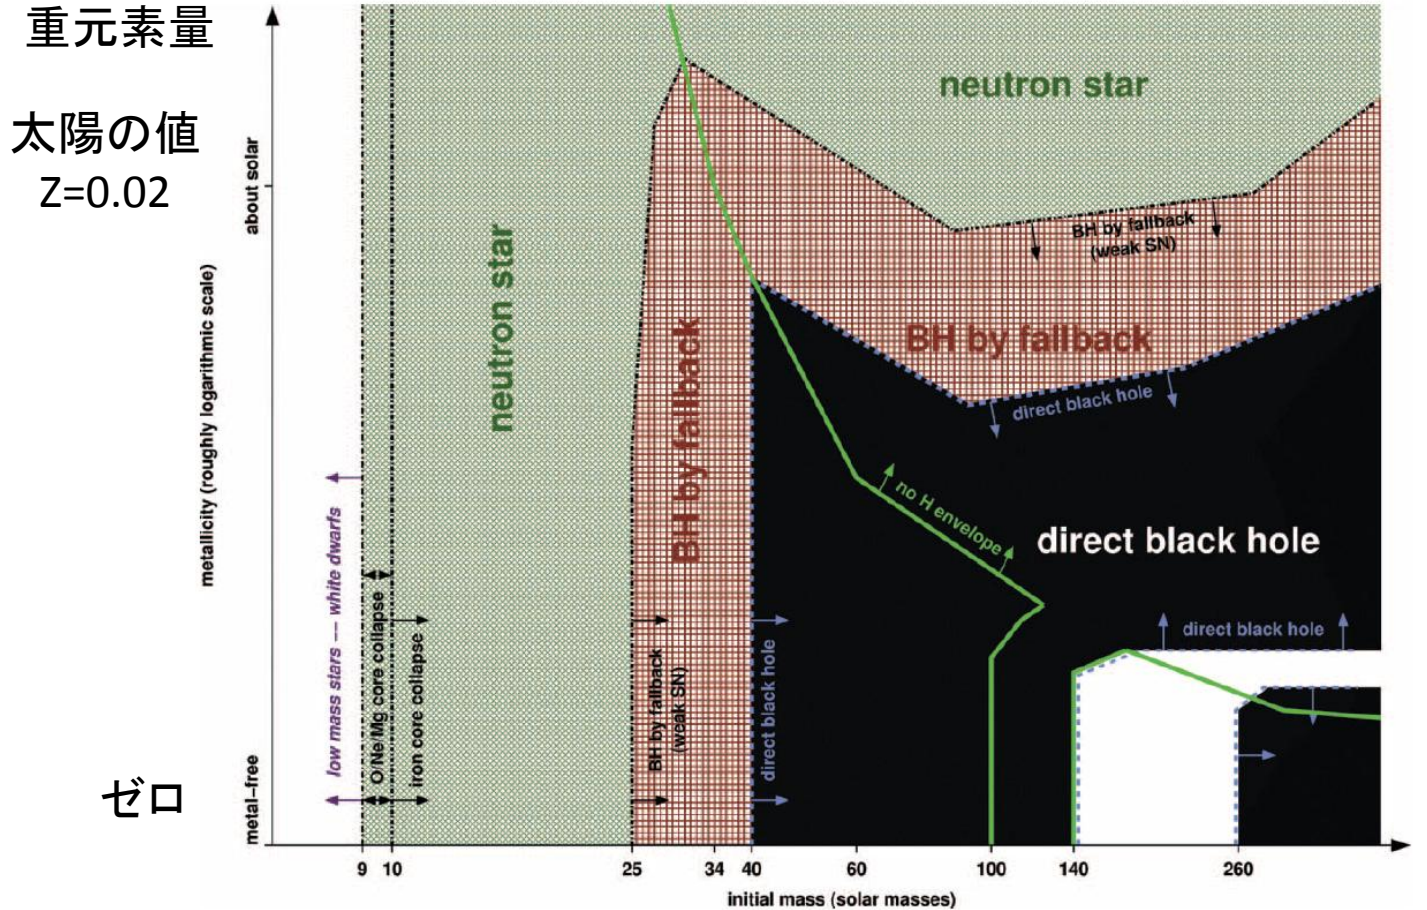 重元素量
太陽の値
Z=0.02
ゼロ
metallicity (roughly logarithmic scale)
about solar
metal-free
low mass stars — white dwarfs
O/Ne/Mg core collapse
iron core collapse
neutron star
BH by fallback
BH by fallback
(weak SN)
direct black hole
neutron star
BH by fallback
(weak SN)
BH by fallback
direct black hole
no H envelope
direct black hole
direct black hole
9 10 25 34 40 60 100 140 260
initial mass (solar masses)